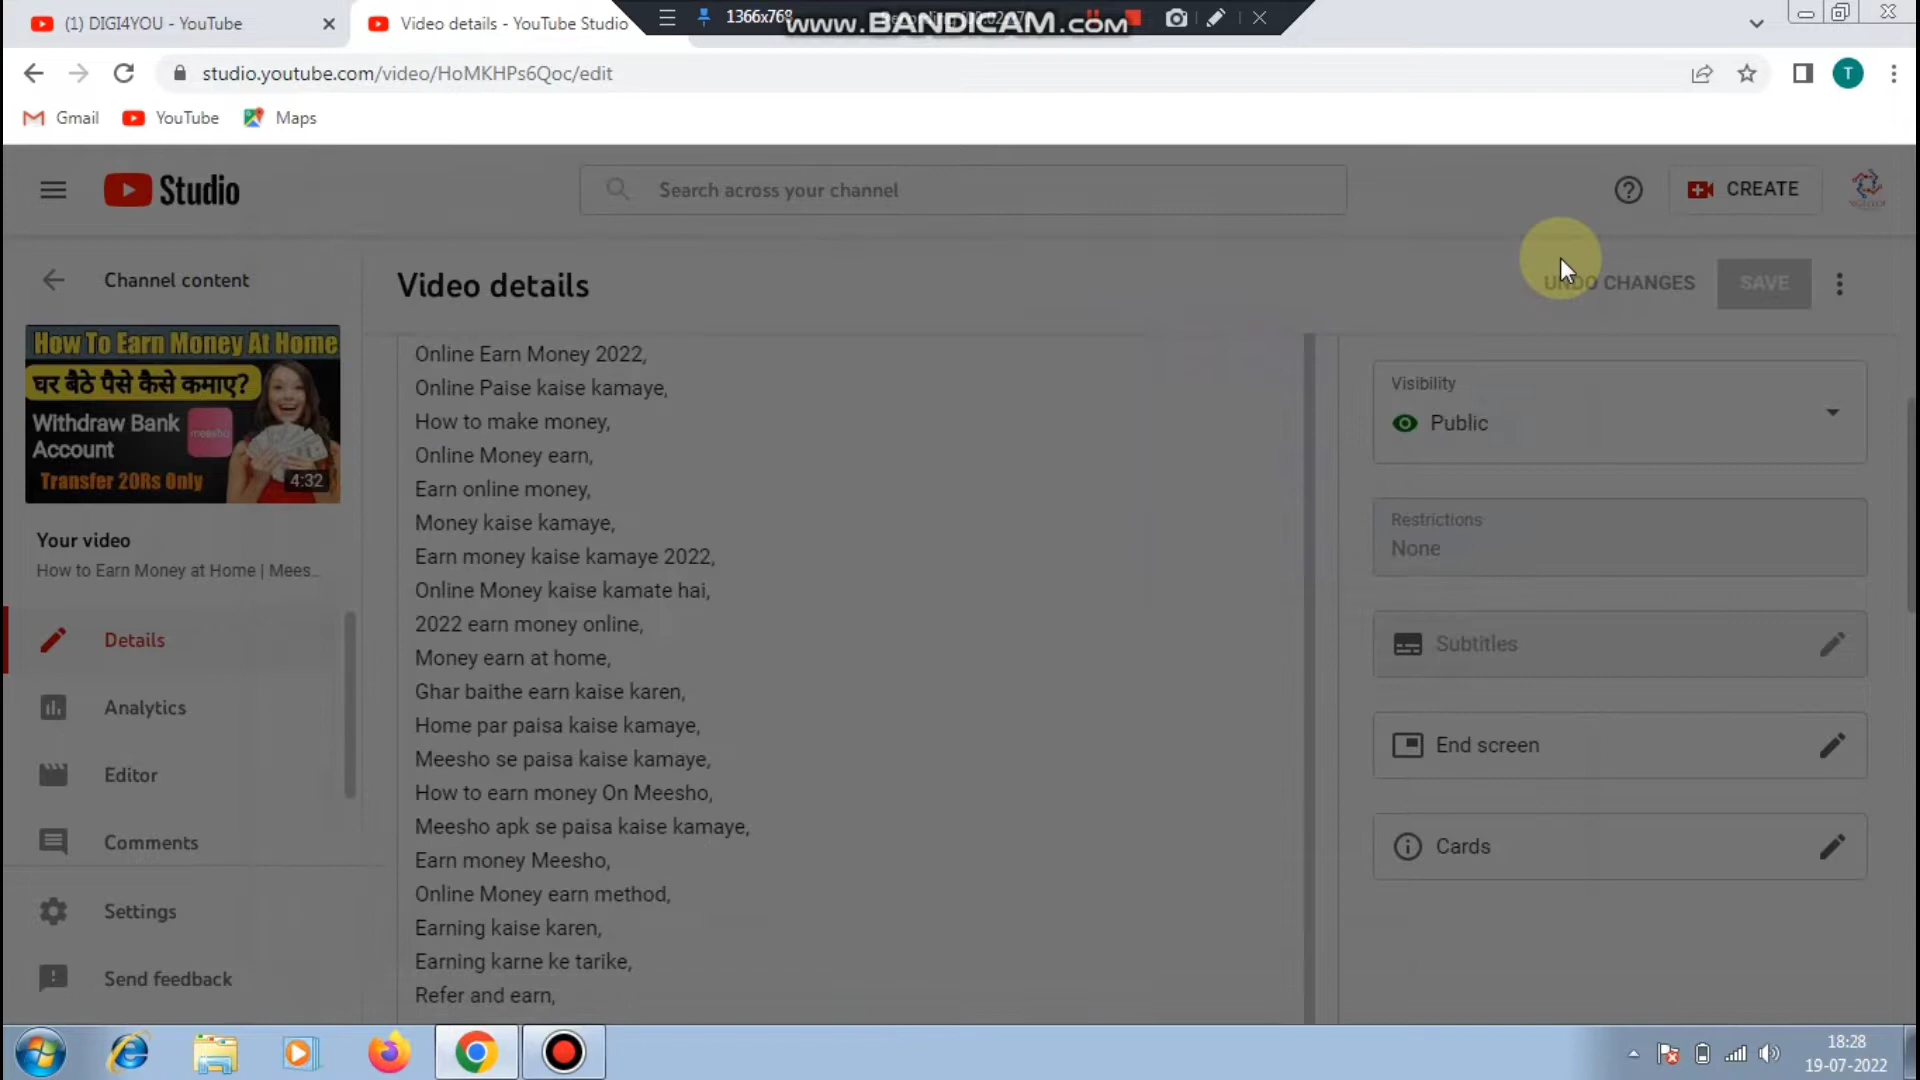 (1) DIGI4YOU - YouTube
Video details - YouTube Studio
1366x768
www.BANDICAM.com
studio.youtube.com/video/HoMKHPs6Qoc/edit
T
Gmail
YouTube
Maps
Studio
Search across your channel
CREATE
Channel content
Video details
UNDO CHANGES
SAVE
How To Earn Money At Home
घर बैठे पैसे कैसे कमाए?
Withdraw Bank
Account
meesho
Transfer 20Rs Only
4:32
Your video
How to Earn Money at Home | Mees...
Details
Analytics
Editor
Comments
Settings
Send feedback
Online Earn Money 2022,
Online Paise kaise kamaye,
How to make money,
Online Money earn,
Earn online money,
Money kaise kamaye,
Earn money kaise kamaye 2022,
Online Money kaise kamate hai,
2022 earn money online,
Money earn at home,
Ghar baithe earn kaise karen,
Home par paisa kaise kamaye,
Meesho se paisa kaise kamaye,
How to earn money On Meesho,
Meesho apk se paisa kaise kamaye,
Earn money Meesho,
Online Money earn method,
Earning kaise karen,
Earning karne ke tarike,
Refer and earn,
Visibility
Public
Restrictions
None
Subtitles
End screen
Cards
18:28
19-07-2022